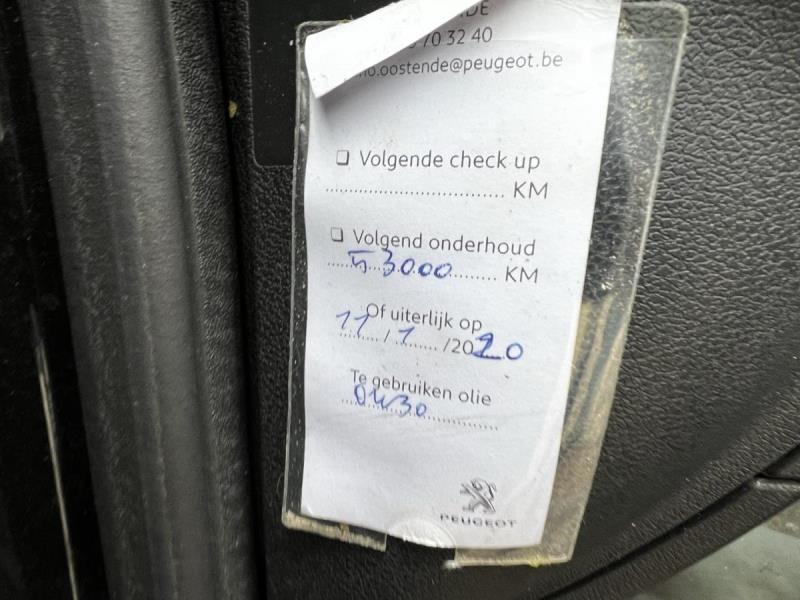 70 32 40
.oostende@peugeot.be
❏ Volgende check up
.................................. KM
❏ Volgend onderhoud
53000 KM
Of uiterlijk op
11 / 1 /2020
Te gebruiken olie
0W30
PEUGEOT